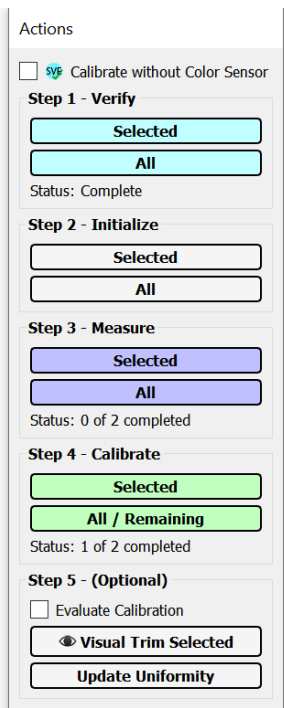 Actions
SVE Calibrate without Color Sensor
Step 1 - Verify
Selected
All
Status: Complete
Step 2 - Initialize
Selected
All
Step 3 - Measure
Selected
All
Status: 0 of 2 completed
Step 4 - Calibrate
Selected
All / Remaining
Status: 1 of 2 completed
Step 5 - (Optional)
Evaluate Calibration
Visual Trim Selected
Update Uniformity